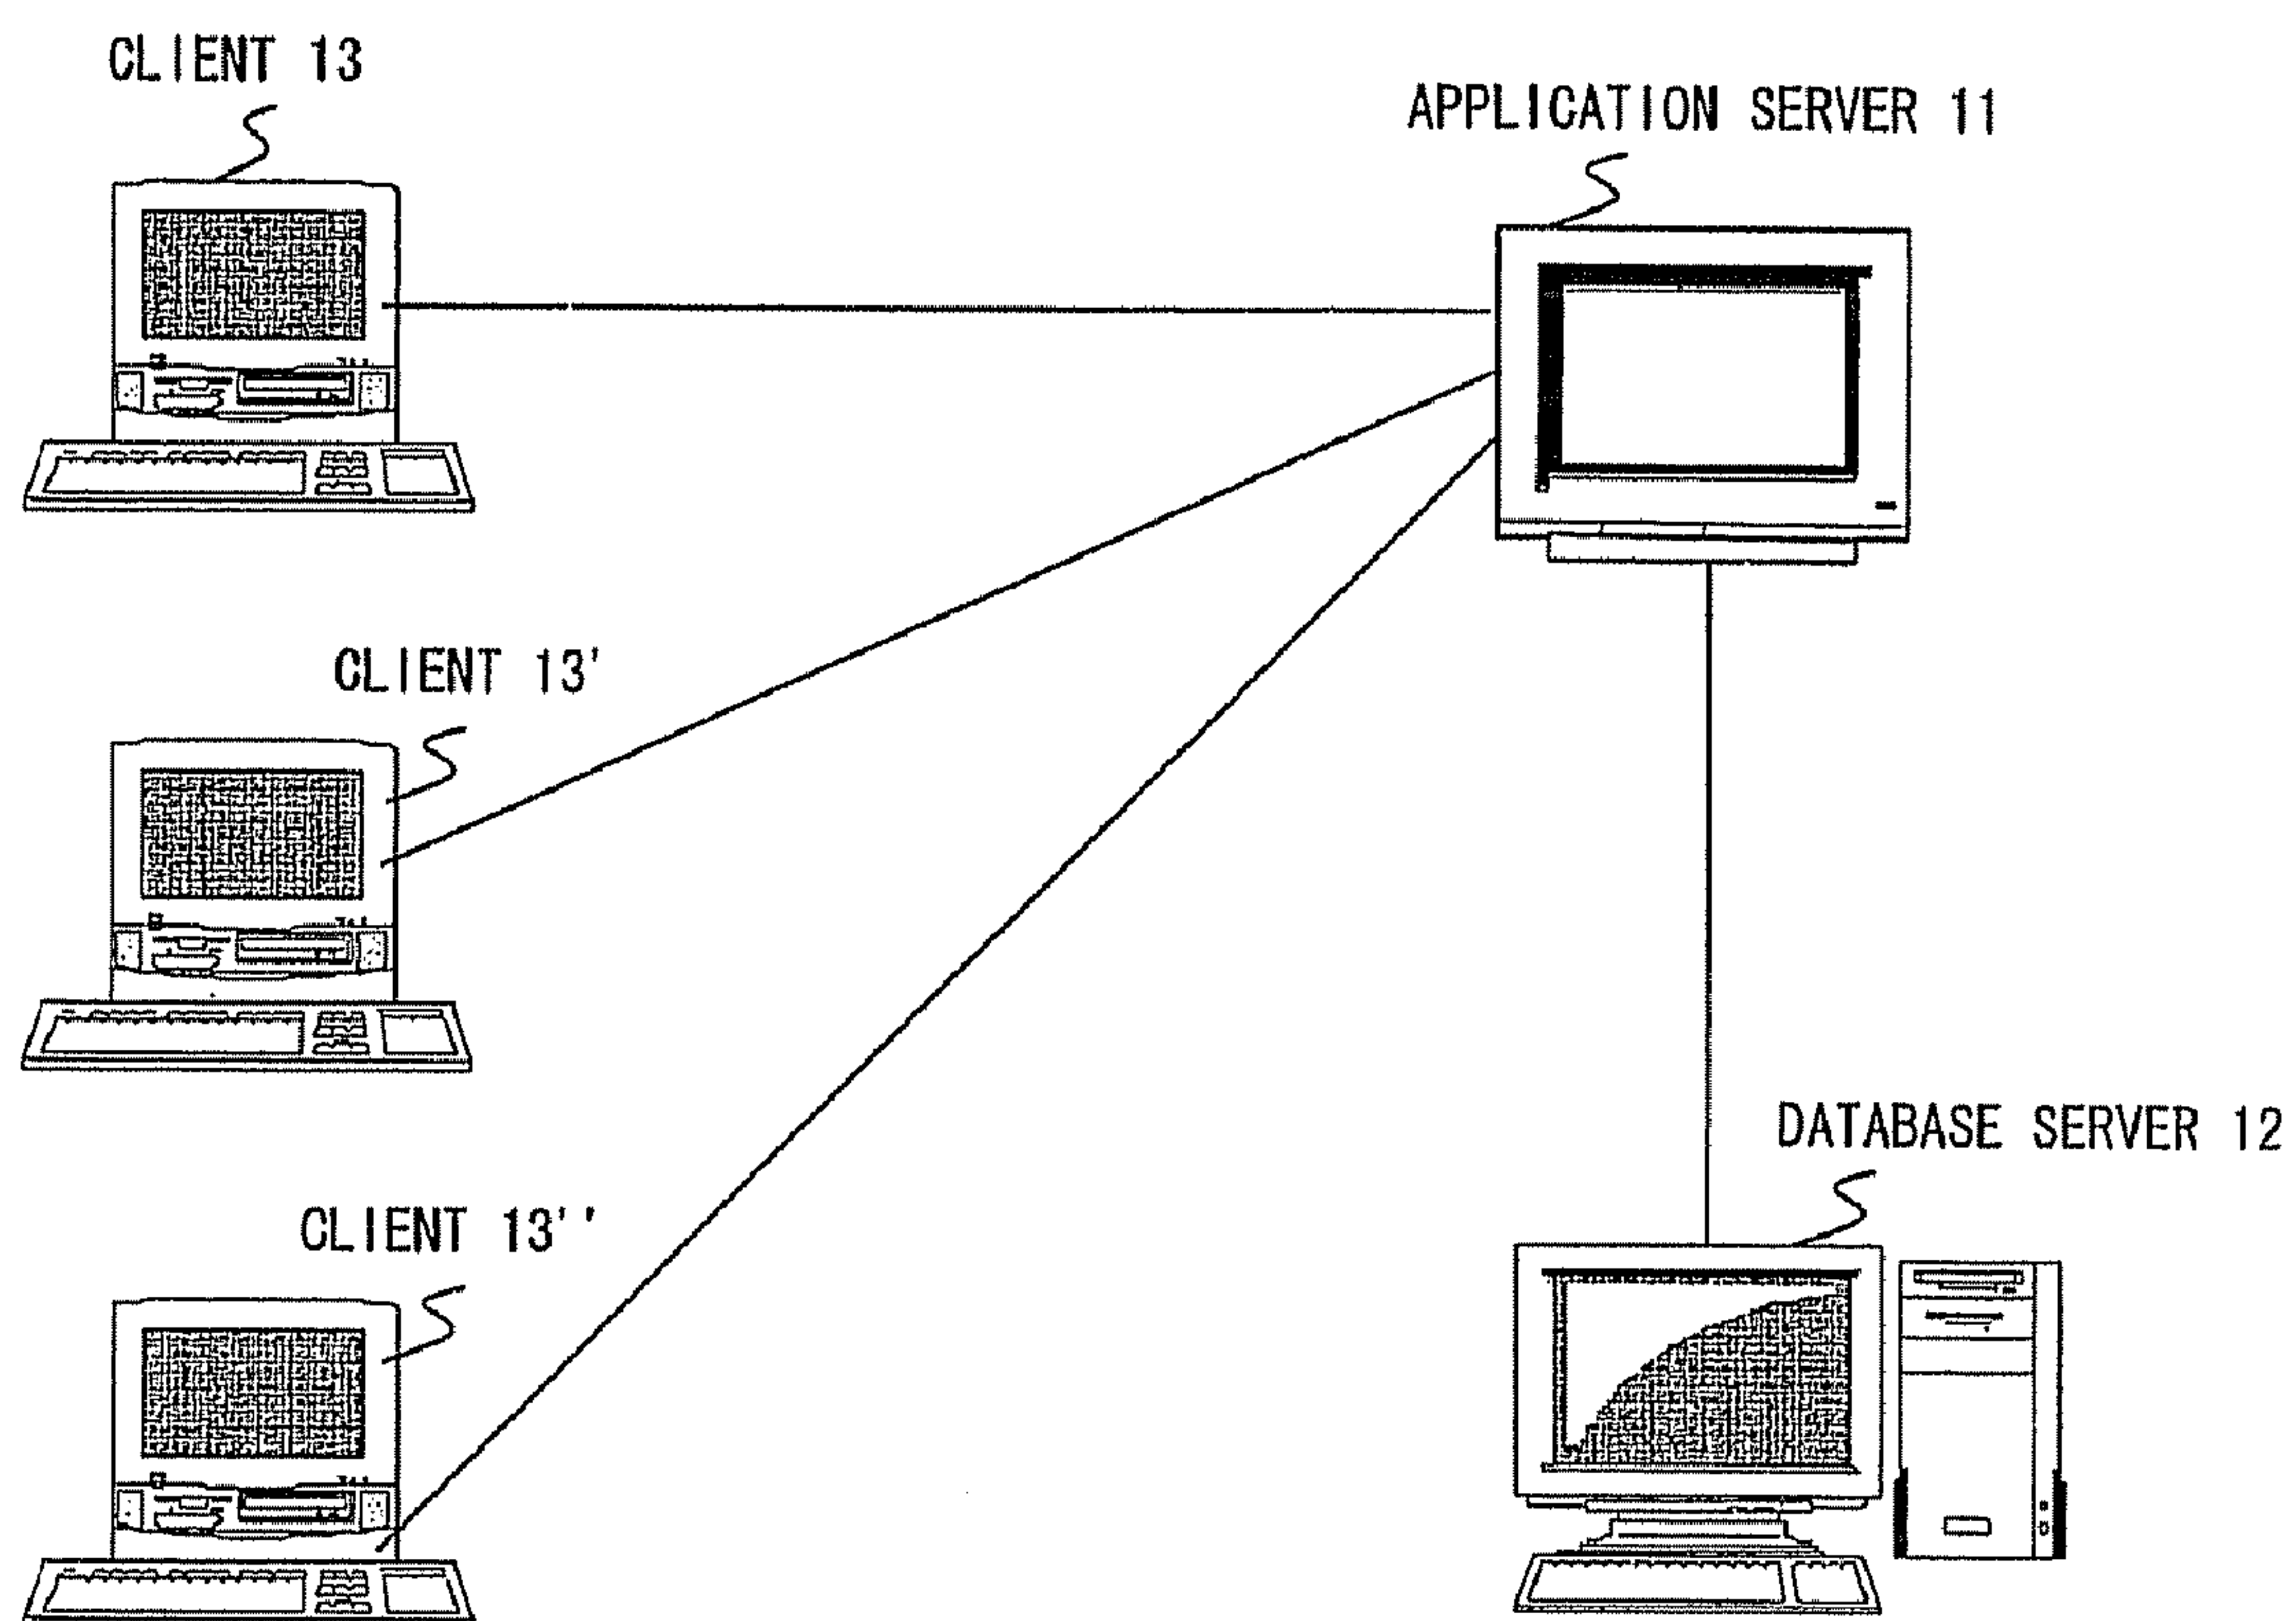 CLIENT 13
APPLICATION SERVER 11
CLIENT 13'
DATABASE SERVER 12
CLIENT 13''